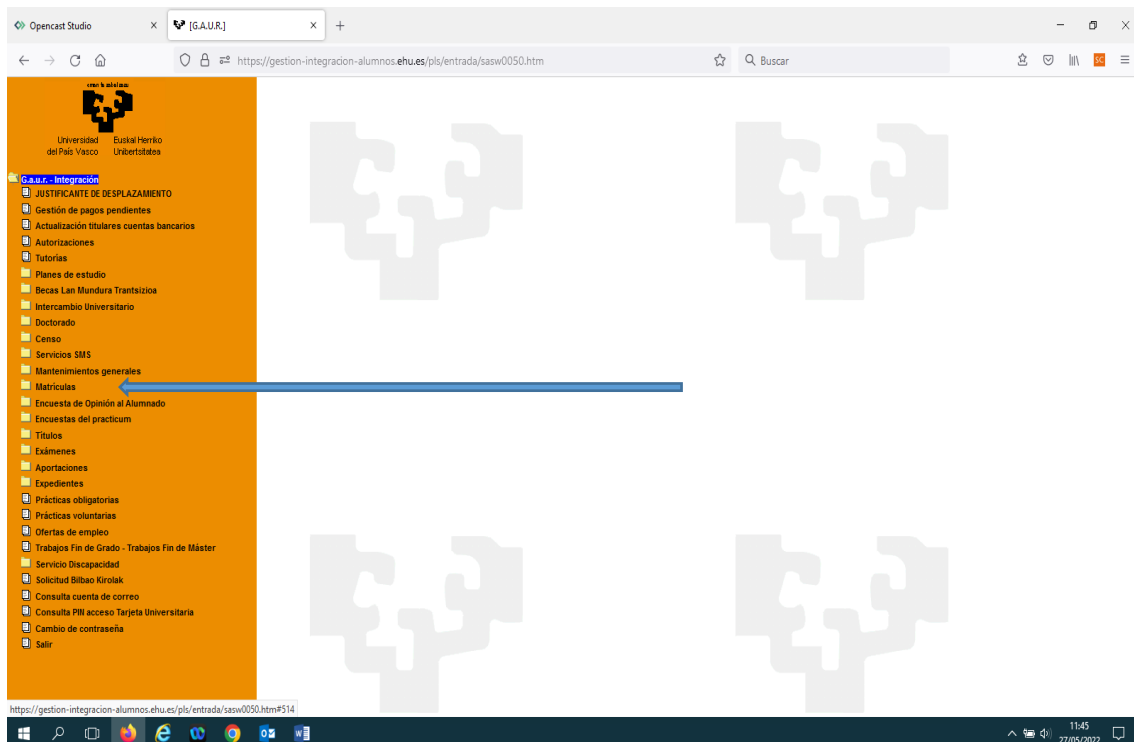 Opencast Studio
[G.A.U.R.]
https://gestion-integracion-alumnos.ehu.es/pls/entrada/sasw0050.htm
Buscar
SC
Universidad Euskal Herriko
del País Vasco Unibertsitatea
G.a.u.r. - Integración
JUSTIFICANTE DE DESPLAZAMIENTO
Gestión de pagos pendientes
Actualización titulares cuentas bancarios
Autorizaciones
Tutorías
Planes de estudio
Becas Lan Mundura Trantsizioa
Intercambio Universitario
Doctorado
Censo
Servicios SMS
Mantenimientos generales
Matrículas
Encuesta de Opinión al Alumnado
Encuestas del practicum
Títulos
Exámenes
Aportaciones
Expedientes
Prácticas obligatorias
Prácticas voluntarias
Ofertas de empleo
Trabajos Fin de Grado - Trabajos Fin de Máster
Servicio Discapacidad
Solicitud Bilbao Kirolak
Consulta cuenta de correo
Consulta PIN acceso Tarjeta Universitaria
Cambio de contraseña
Salir
https://gestion-integracion-alumnos.ehu.es/pls/entrada/sasw0050.htm#514
11:45
27/05/2022